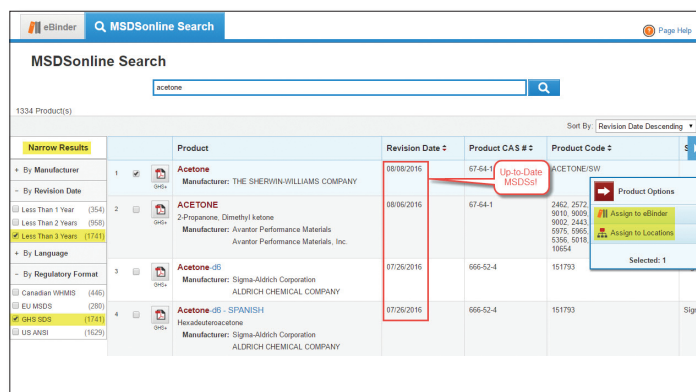 eBinder
MSDSonline Search
Page Help
MSDSonline Search
acetone
1334 Product(s)
Sort By: Revision Date Descending
Narrow Results
Product
Revision Date
Product CAS #
Product Code
+ By Manufacturer
- By Revision Date
Less Than 1 Year (354)
Less Than 2 Years (958)
Less Than 3 Years (1741)
+ By Language
- By Regulatory Format
Canadian WHMIS (446)
EU MSDS (280)
GHS SDS (1741)
US ANSI (1629)
1
GHS+
Acetone
Manufacturer: THE SHERWIN-WILLIAMS COMPANY
08/08/2016
67-64-1
ACETONE/SW
Up-to-Date
MSDSs!
2
GHS+
ACETONE
2-Propanone, Dimethyl ketone
Manufacturer: Avantor Performance Materials
Avantor Performance Materials, Inc.
08/06/2016
67-64-1
2462, 2572,
9010, 9009,
9002, 2443,
5975, 5965,
5356, 5018,
10654
Product Options
Assign to eBinder
Assign to Locations
Selected: 1
3
GHS+
Acetone-d6
Manufacturer: Sigma-Aldrich Corporation
ALDRICH CHEMICAL COMPANY
07/26/2016
666-52-4
151793
4
GHS+
Acetone-d6 - SPANISH
Hexadeuteroacetone
Manufacturer: Sigma-Aldrich Corporation
ALDRICH CHEMICAL COMPANY
07/26/2016
666-52-4
151793